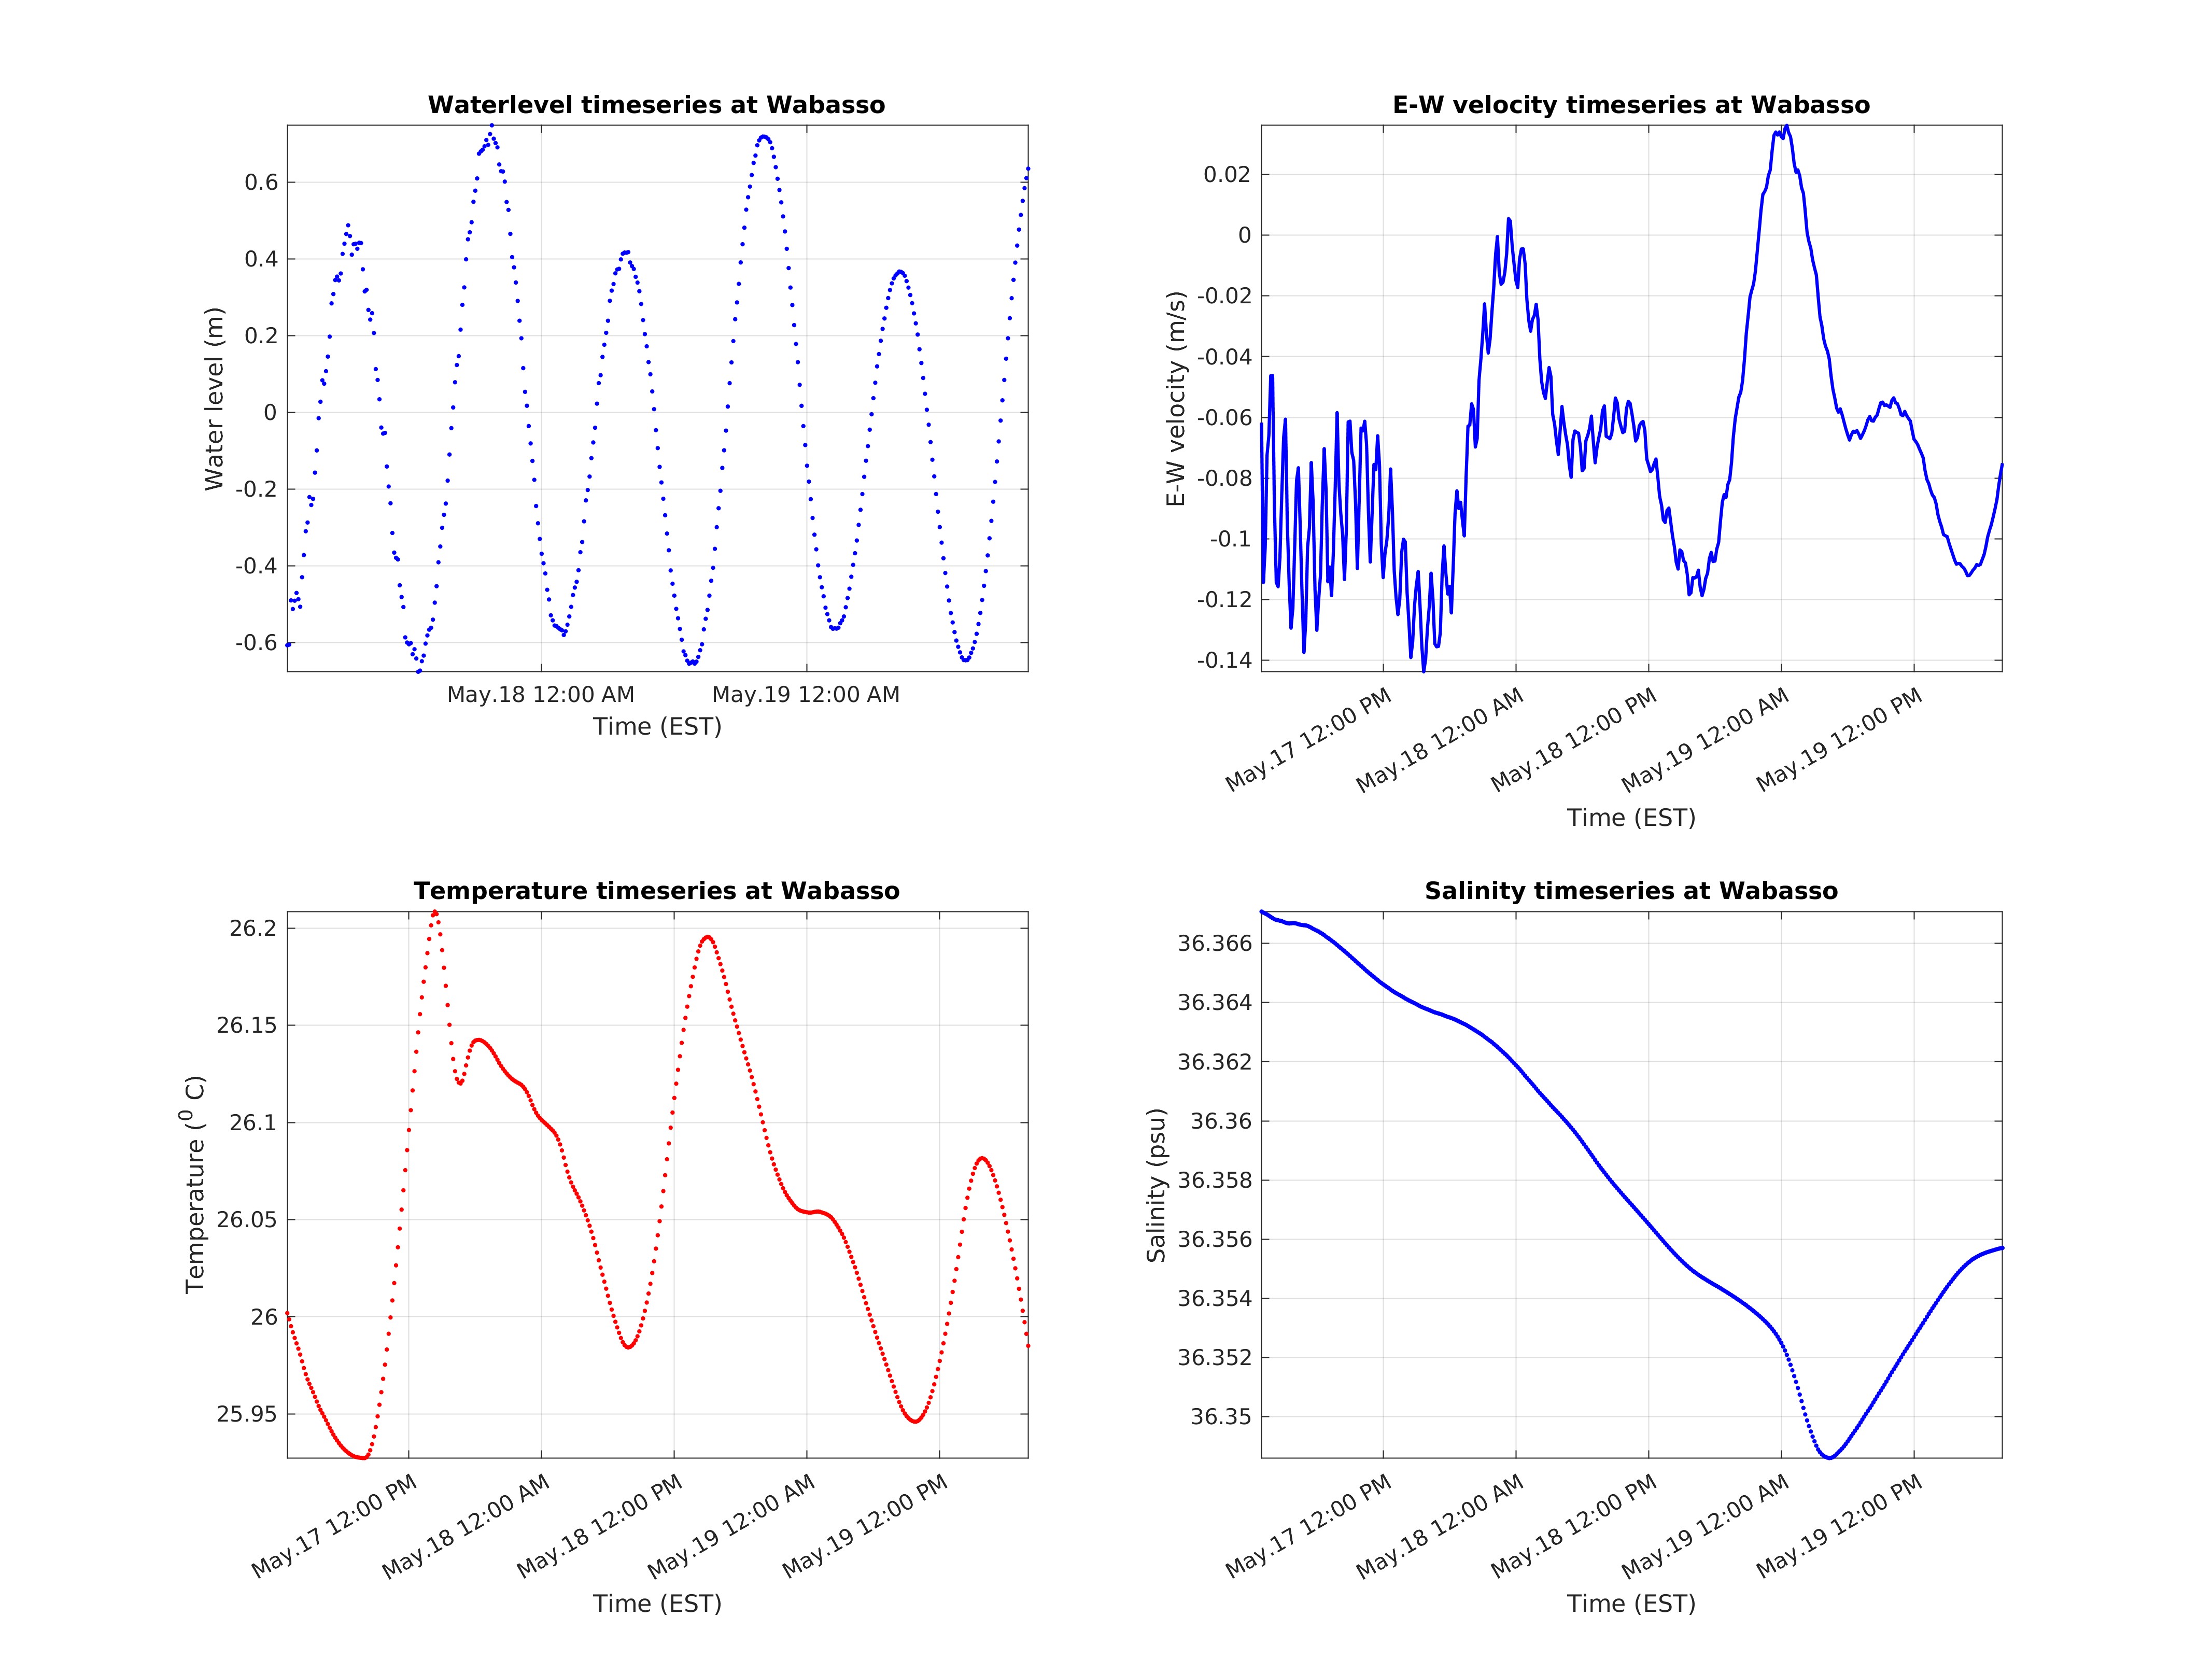 Waterlevel timeseries at Wabasso
0.6
0.4
0.2
0
-0.2
-0.4
-0.6
Water level (m)
May.18 12:00 AM
May.19 12:00 AM
Time (EST)
E-W velocity timeseries at Wabasso
0.02
0
-0.02
-0.04
-0.06
-0.08
-0.1
-0.12
-0.14
E-W velocity (m/s)
May.17 12:00 PM
May.18 12:00 AM
May.18 12:00 PM
May.19 12:00 AM
May.19 12:00 PM
Time (EST)
Temperature timeseries at Wabasso
26.2
26.15
26.1
26.05
26
25.95
Temperature (⁰ C)
May.17 12:00 PM
May.18 12:00 AM
May.18 12:00 PM
May.19 12:00 AM
May.19 12:00 PM
Time (EST)
Salinity timeseries at Wabasso
36.366
36.364
36.362
36.36
36.358
36.356
36.354
36.352
36.35
Salinity (psu)
May.17 12:00 PM
May.18 12:00 AM
May.18 12:00 PM
May.19 12:00 AM
May.19 12:00 PM
Time (EST)